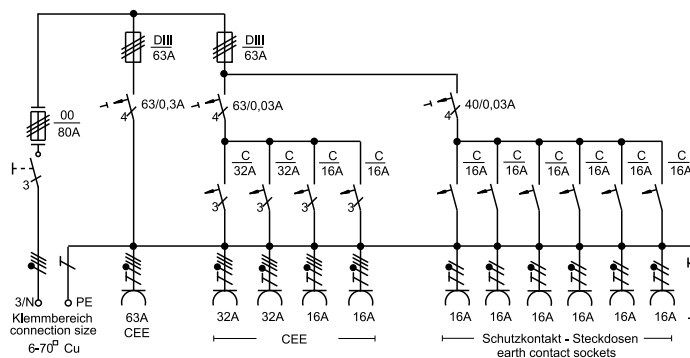 DIII
63A
DIII
63A
00
80A
63/0,3A
4
63/0,03A
4
40/0,03A
4
3
C
32A
C
32A
C
16A
C
16A
C
16A
C
16A
C
16A
C
16A
C
16A
C
16A
3
3
3
3
3/N
PE
Klemmbereich
connection size
6-70□ Cu
63A
CEE
32A
32A
16A
16A
CEE
16A
16A
16A
16A
16A
16A
Schutzkontakt - Steckdosen
earth contact sockets